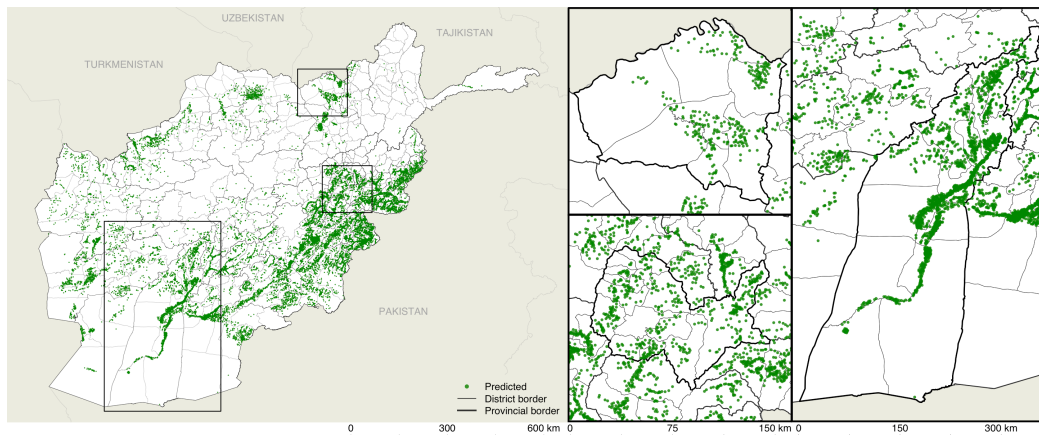 UZBEKISTAN
TAJIKISTAN
TURKMENISTAN
PAKISTAN
Predicted
District border
Provincial border
0 300 600 km
0 75 150 km
0 150 300 km